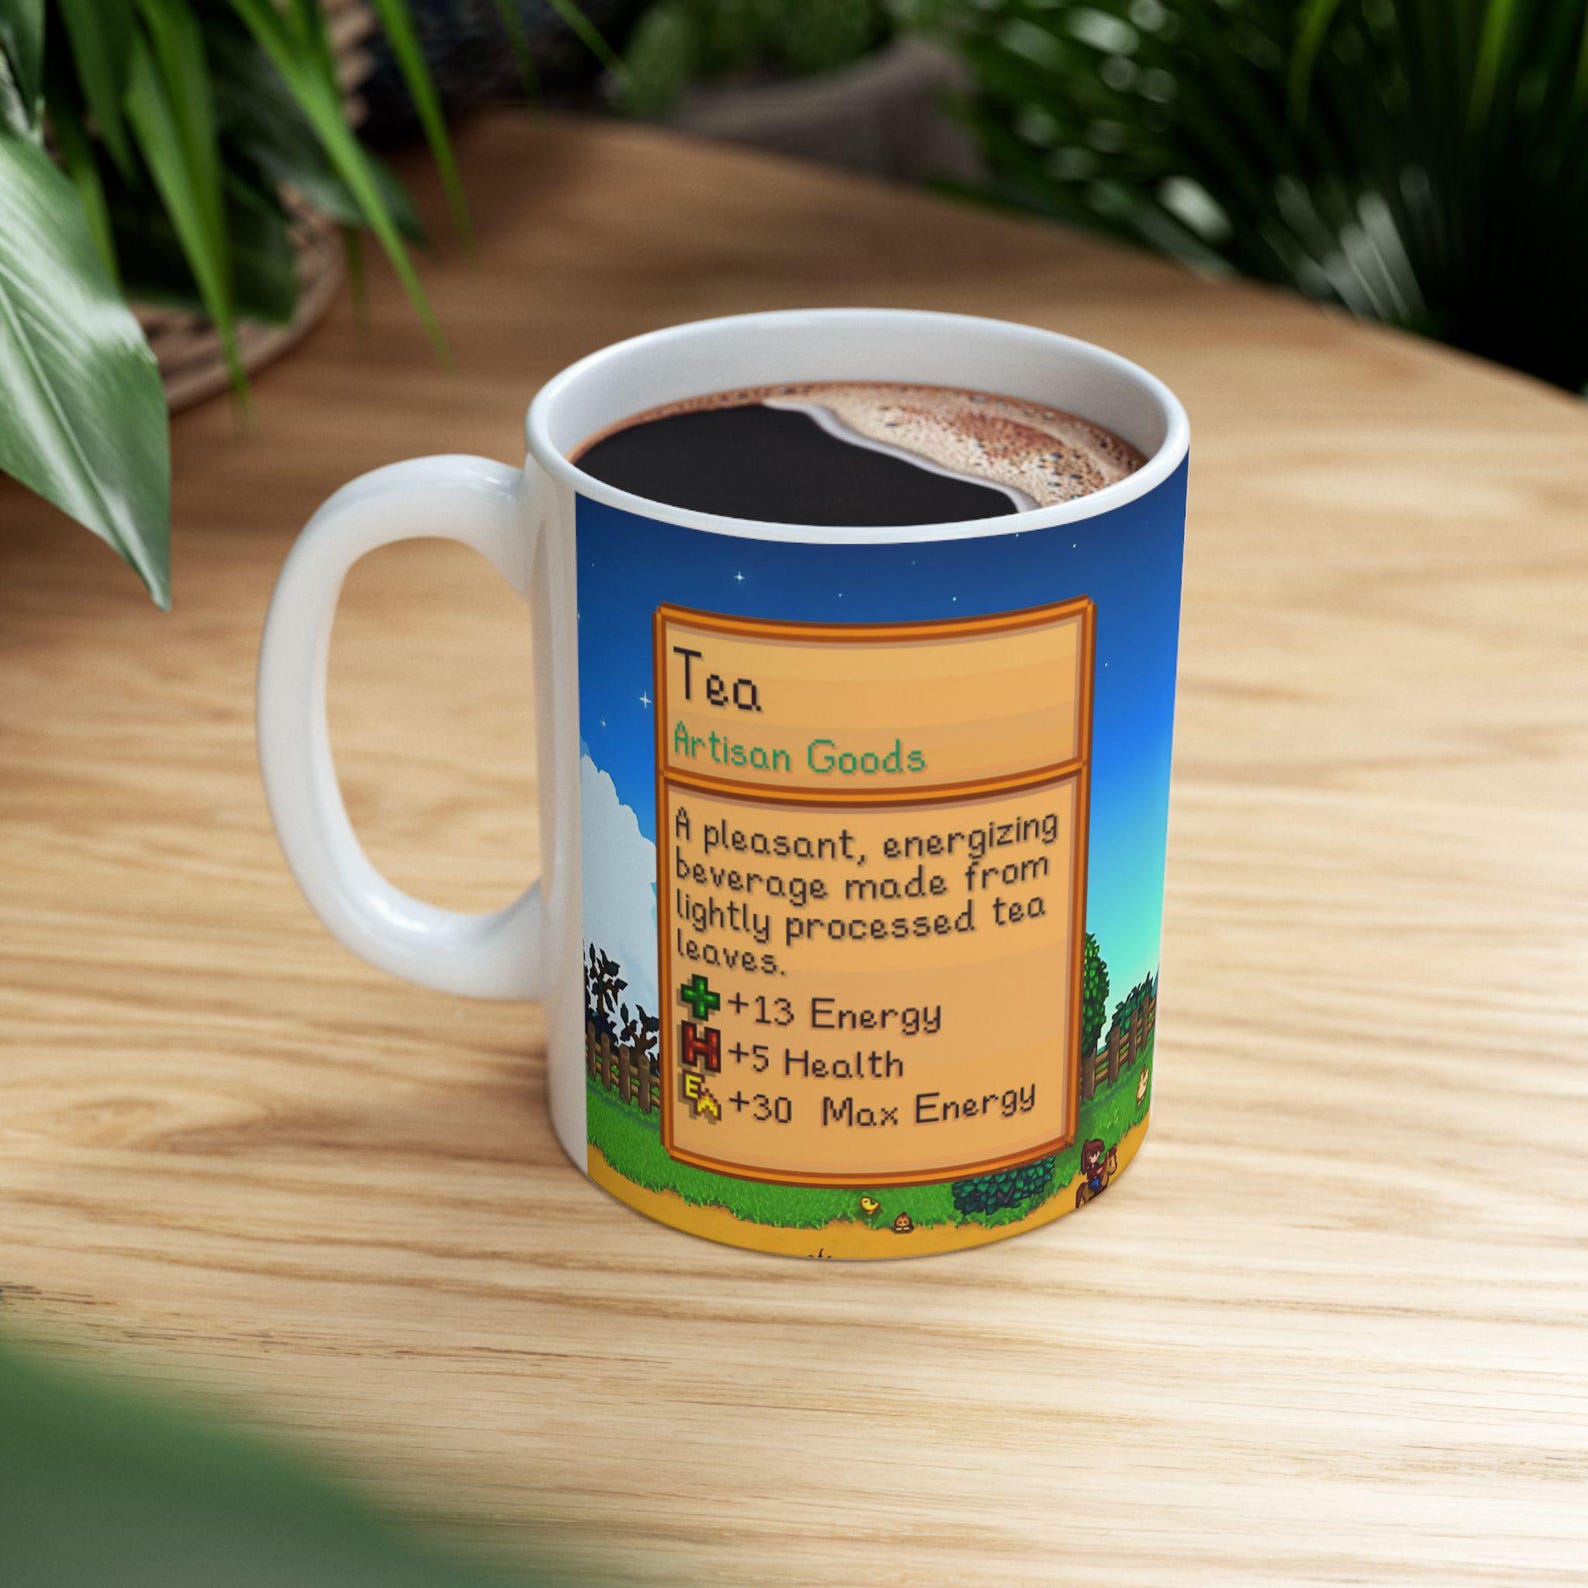 Tea
Artisan Goods
A pleasant, energizing
beverage made from
lightly processed tea
leaves.
+13 Energy
H +5 Health
E +30 Max Energy